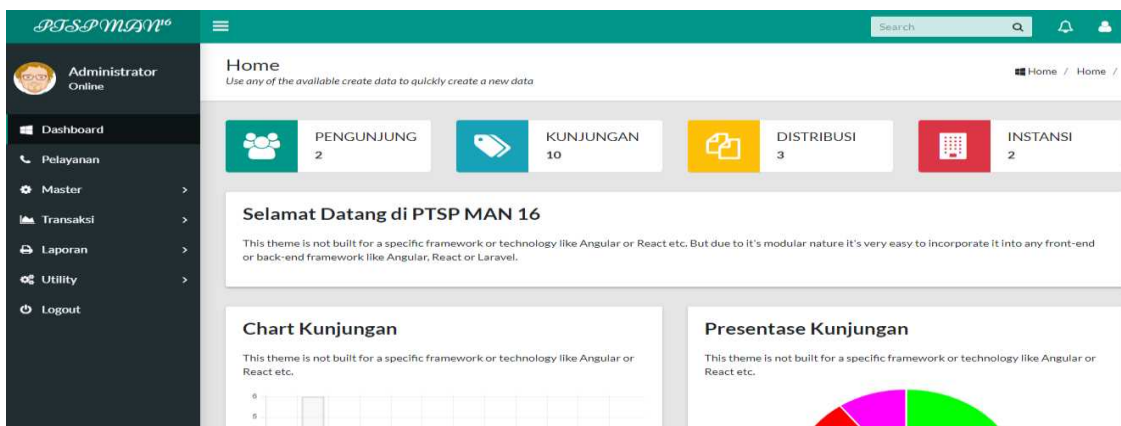 PTSPMAN16
Search
Administrator
Online
Home
Use any of the available create data to quickly create a new data
Home / Home /
Dashboard
Pelayanan
Master
Transaksi
Laporan
Utility
Logout
PENGUNJUNG
2
KUNJUNGAN
10
DISTRIBUSI
3
INSTANSI
2
Selamat Datang di PTSP MAN 16
This theme is not built for a specific framework or technology like Angular or React etc. But due to it's modular nature it's very easy to incorporate it into any front-end
or back-end framework like Angular, React or Laravel.
Chart Kunjungan
This theme is not built for a specific framework or technology like Angular or
React etc.
6
5
Presentase Kunjungan
This theme is not built for a specific framework or technology like Angular or
React etc.